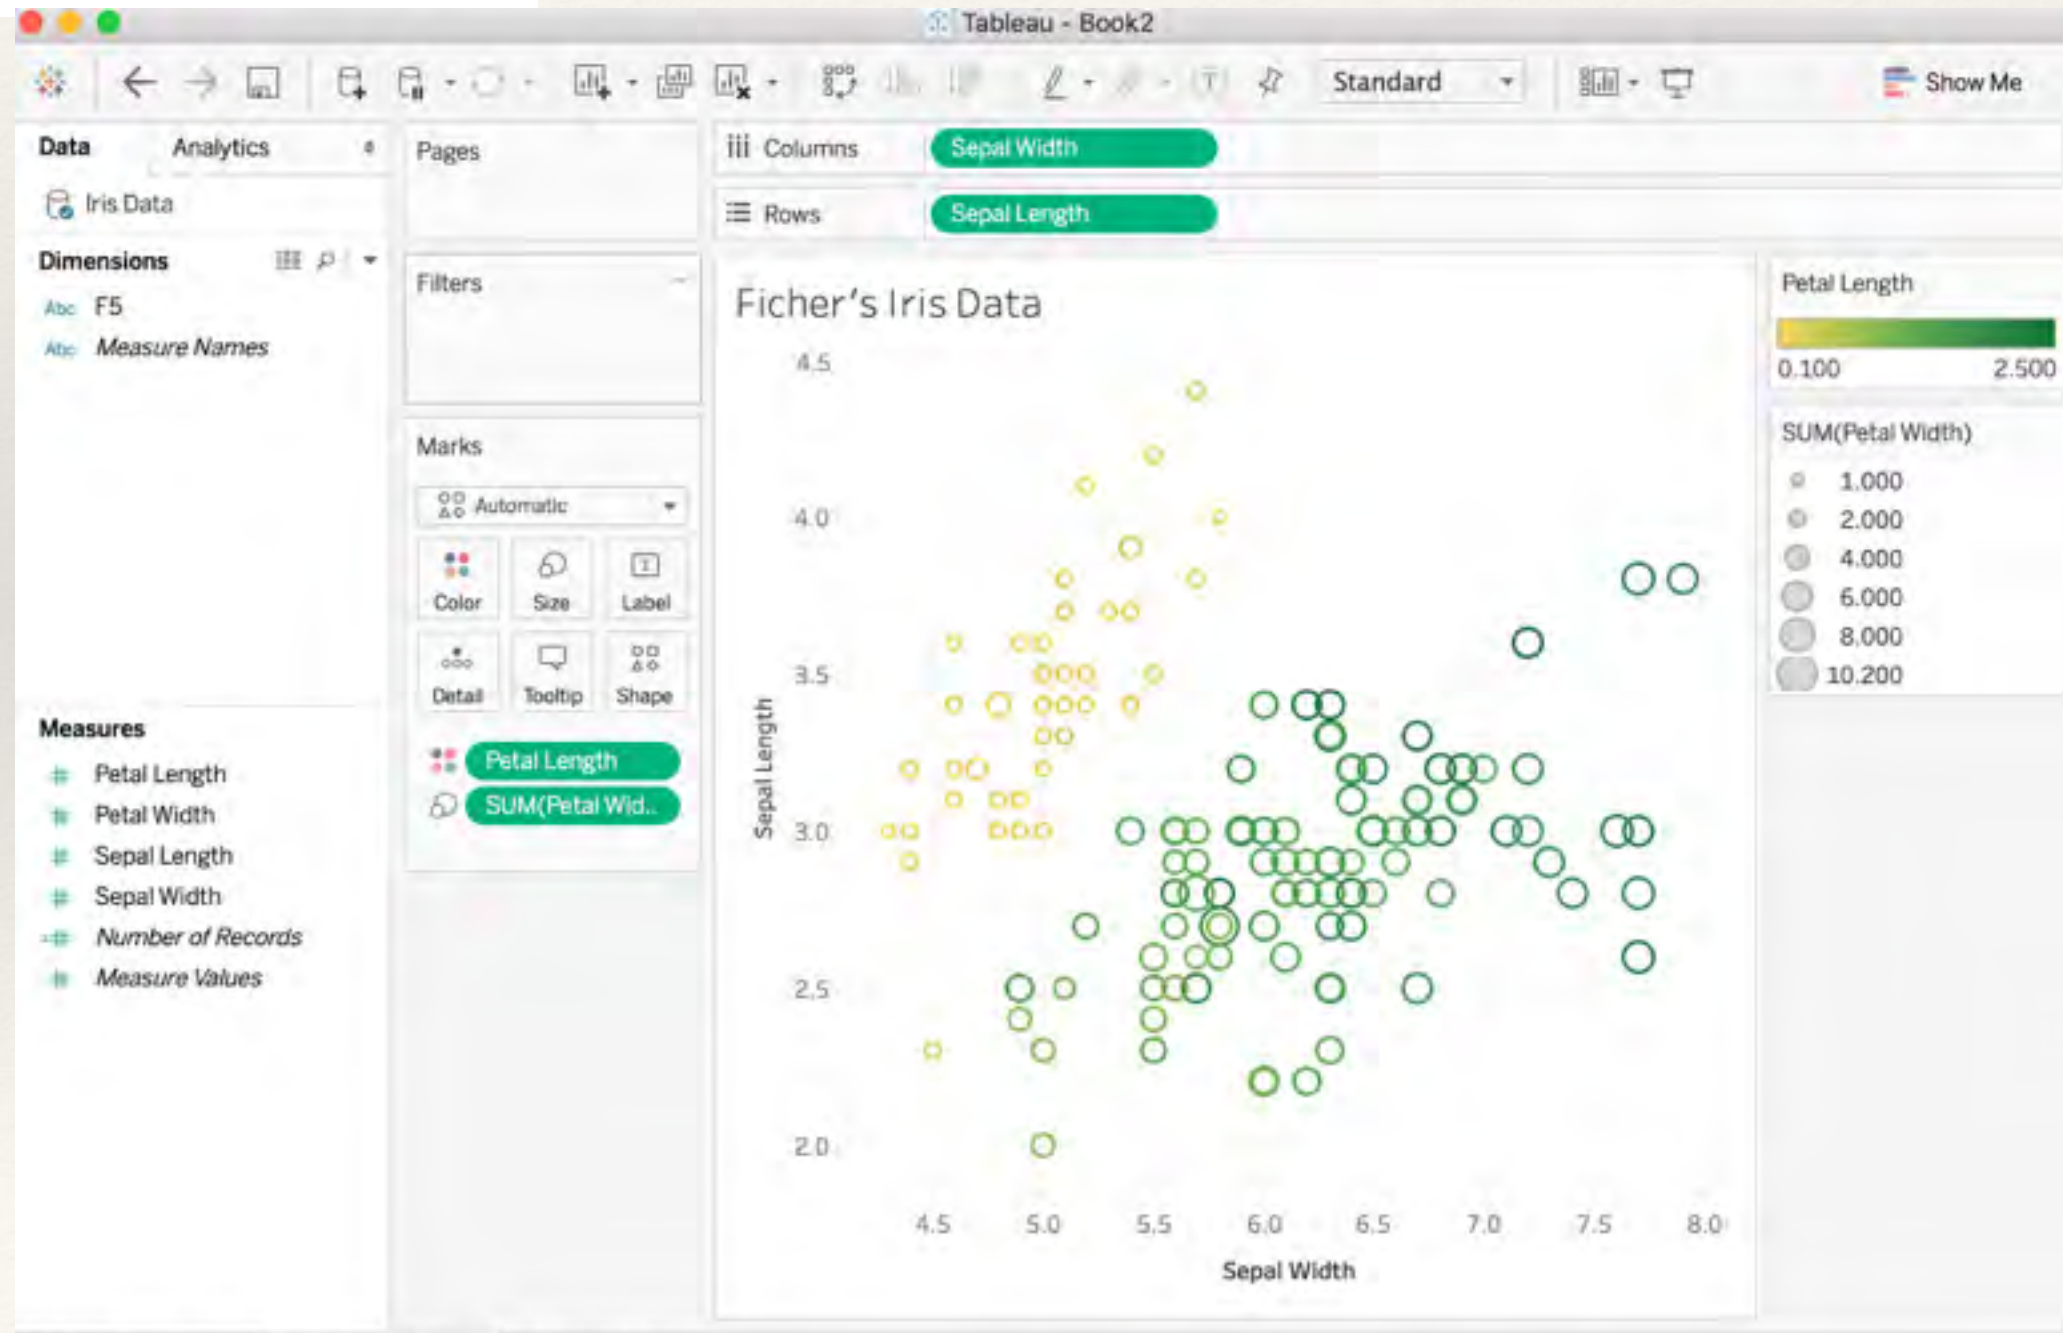 Tableau - Book2
Standard
Show Me
Data
Analytics
Iris Data
Dimensions
Abc F5
Abc Measure Names
Measures
Petal Length
Petal Width
Sepal Length
Sepal Width
Number of Records
Measure Values
Pages
Filters
Marks
Automatic
Color
Size
Label
Detail
Tooltip
Shape
Petal Length
SUM(Petal Wid..
iii Columns
Sepal Width
Rows
Sepal Length
Ficher's Iris Data
4.5
4.0
3.5
3.0
2.5
2.0
Sepal Length
4.5 5.0 5.5 6.0 6.5 7.0 7.5 8.0
Sepal Width
Petal Length
0.100 2.500
SUM(Petal Width)
1.000
2.000
4.000
6.000
8.000
10.200